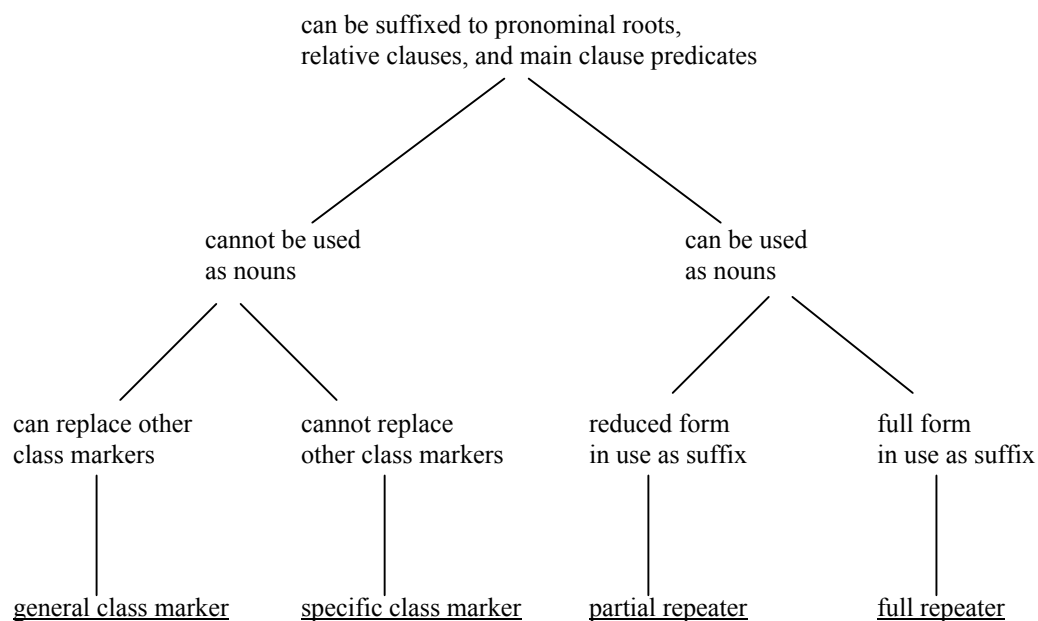 can be suffixed to pronominal roots,
relative clauses, and main clause predicates
cannot be used
as nouns
can be used
as nouns
can replace other
class markers
cannot replace
other class markers
reduced form
in use as suffix
full form
in use as suffix
general class marker
specific class marker
partial repeater
full repeater